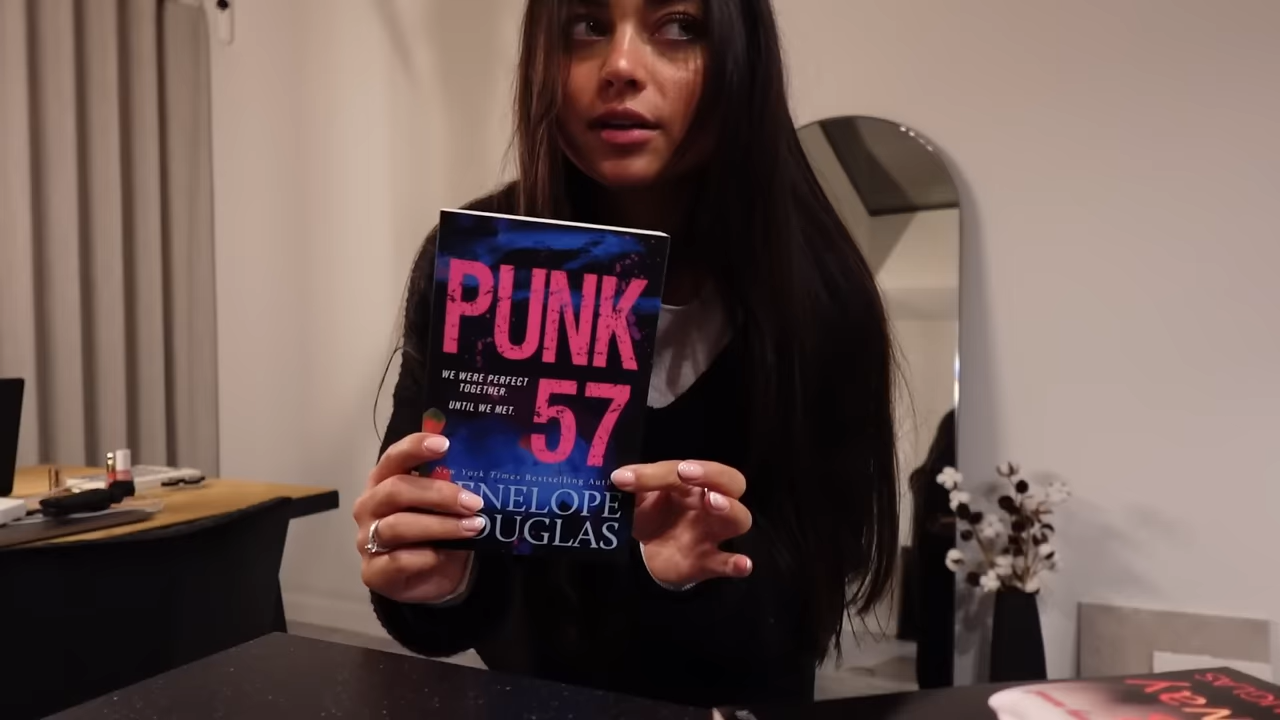 PUNK
57
WE WERE PERFECT
TOGETHER.
UNTIL WE MET.
New York Times Bestselling
ENELOPE
OUGLAS